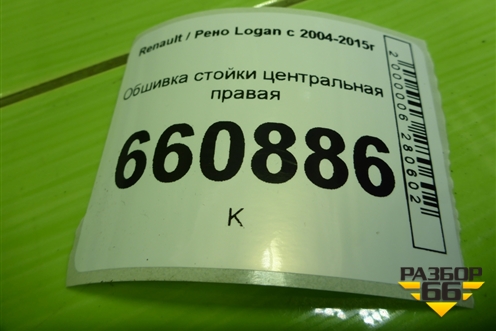 Renault / Рено Logan с 2004-2015г
Обшивка стойки центральная
правая
660886
К
2000006280602
РАЗБОР
66